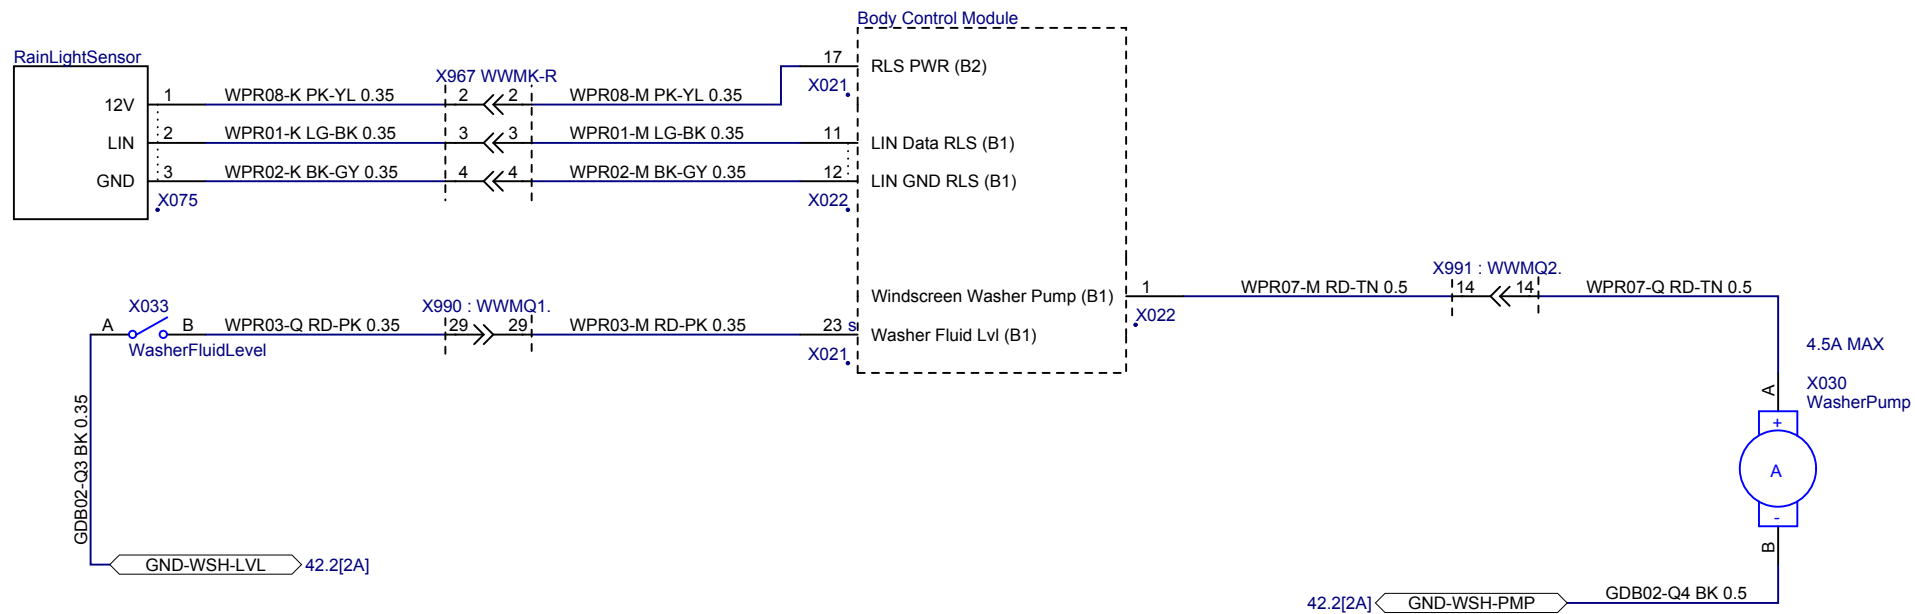 Body Control Module
RainLightSensor
12V
LIN
GND
1
2
3
X075
WPR08-K PK-YL 0.35
WPR01-K LG-BK 0.35
WPR02-K BK-GY 0.35
X967 WWMK-R
2 2
3 3
4 4
WPR08-M PK-YL 0.35
WPR01-M LG-BK 0.35
WPR02-M BK-GY 0.35
17
X021
11
12
X022
RLS PWR (B2)
LIN Data RLS (B1)
LIN GND RLS (B1)
Windscreen Washer Pump (B1)
Washer Fluid Lvl (B1)
X033
A B
WasherFluidLevel
WPR03-Q RD-PK 0.35
X990 : WWMQ1.
29 29
WPR03-M RD-PK 0.35
23 s
X021
1
X022
WPR07-M RD-TN 0.5
X991 : WWMQ2.
14 14
WPR07-Q RD-TN 0.5
4.5A MAX
X030
WasherPump
A
+
A
-
B
GDB02-Q3 BK 0.35
GND-WSH-LVL 42.2[2A]
42.2[2A] GND-WSH-PMP
GDB02-Q4 BK 0.5